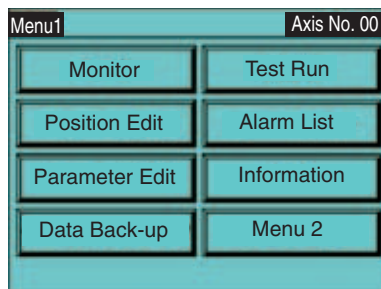 Menu1
Axis No. 00
Monitor
Test Run
Position Edit
Alarm List
Parameter Edit
Information
Data Back-up
Menu 2